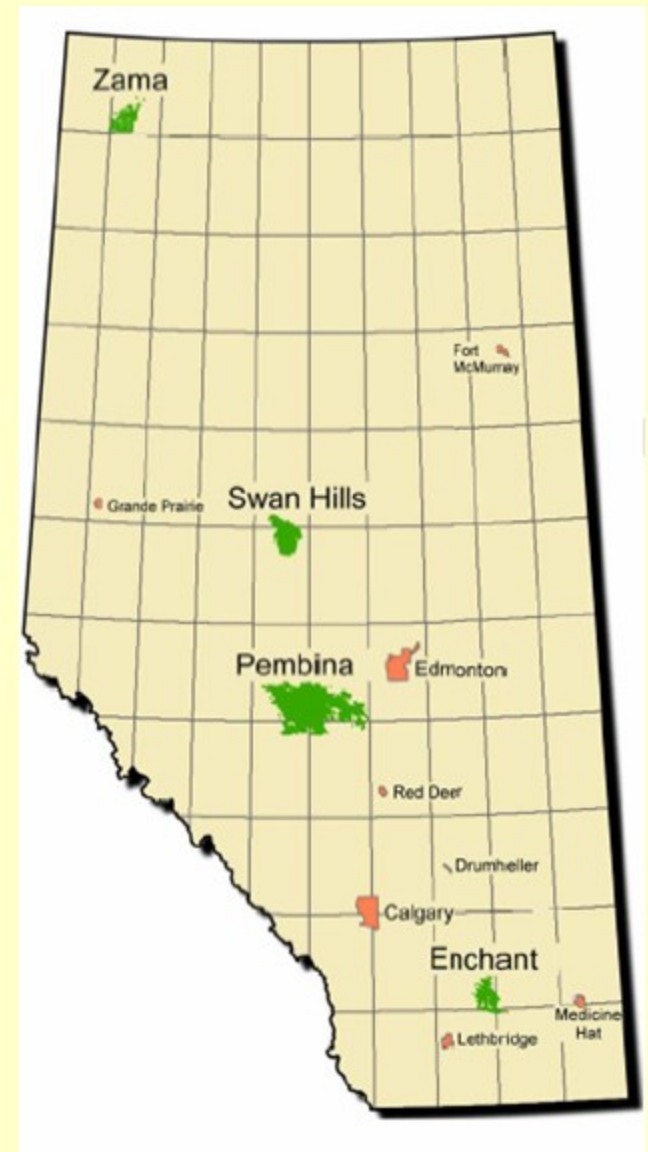 Zama
Fort
McMurray
Swan Hills
Grande Prairie
Pembina
Edmonton
Red Deer
Drumheller
Calgary
Enchant
Medicine
Hat
Lethbridge